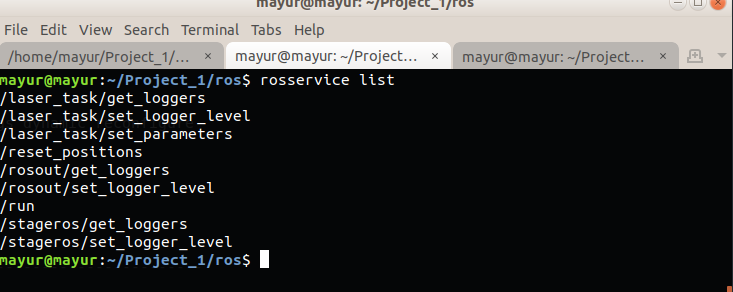 mayur@mayur: ~/Project_1/ros
File Edit View Search Terminal Tabs Help
/home/mayur/Project_1/... × mayur@mayur: ~/Project... × mayur@mayur: ~/Project... ×
mayur@mayur:~/Project_1/ros$ rosservice list
/laser_task/get_loggers
/laser_task/set_logger_level
/laser_task/set_parameters
/reset_positions
/rosout/get_loggers
/rosout/set_logger_level
/run
/stageros/get_loggers
/stageros/set_logger_level
mayur@mayur:~/Project_1/ros$